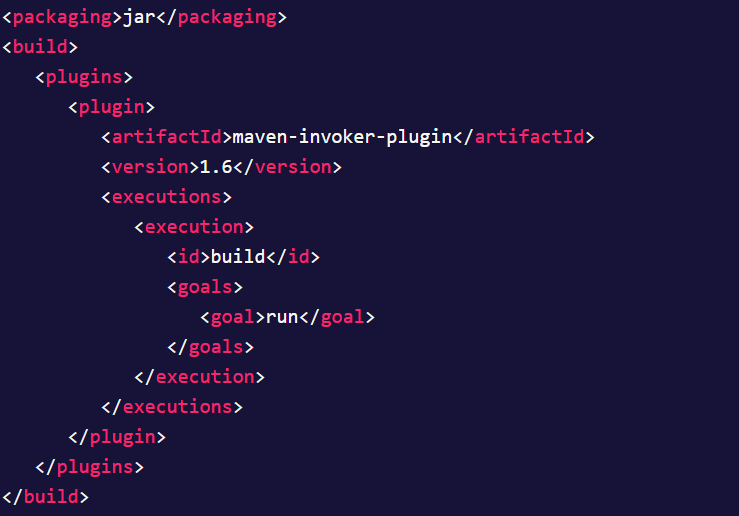 <packaging>jar</packaging>
<build>
<plugins>
<plugin>
<artifactId>maven-invoker-plugin</artifactId>
<version>1.6</version>
<executions>
<execution>
<id>build</id>
<goals>
<goal>run</goal>
</goals>
</execution>
</executions>
</plugin>
</plugins>
</build>